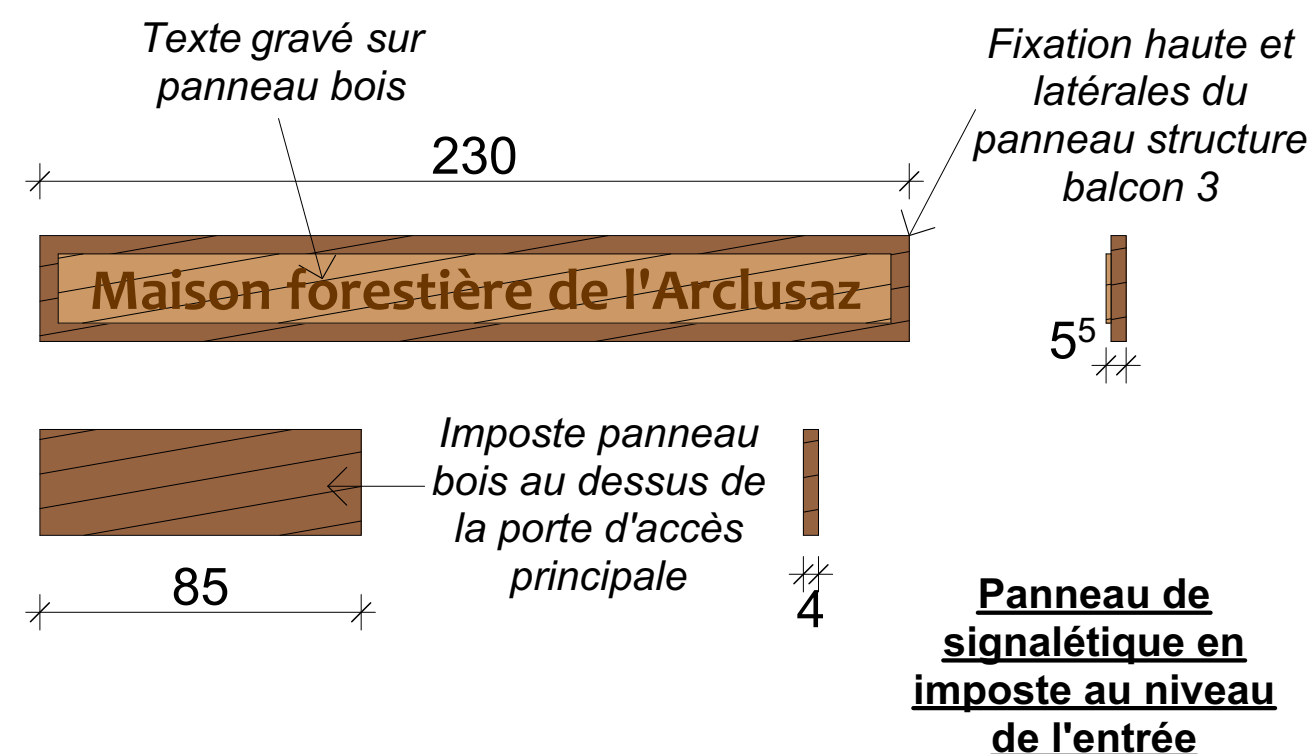 Texte gravé sur
panneau bois
Fixation haute et
latérales du
panneau structure
balcon 3
230
Maison forestière de l'Arclusaz
5⁵
Imposte panneau
bois au dessus de
la porte d'accès
principale
85
4
Panneau de
signalétique en
imposte au niveau
de l'entrée